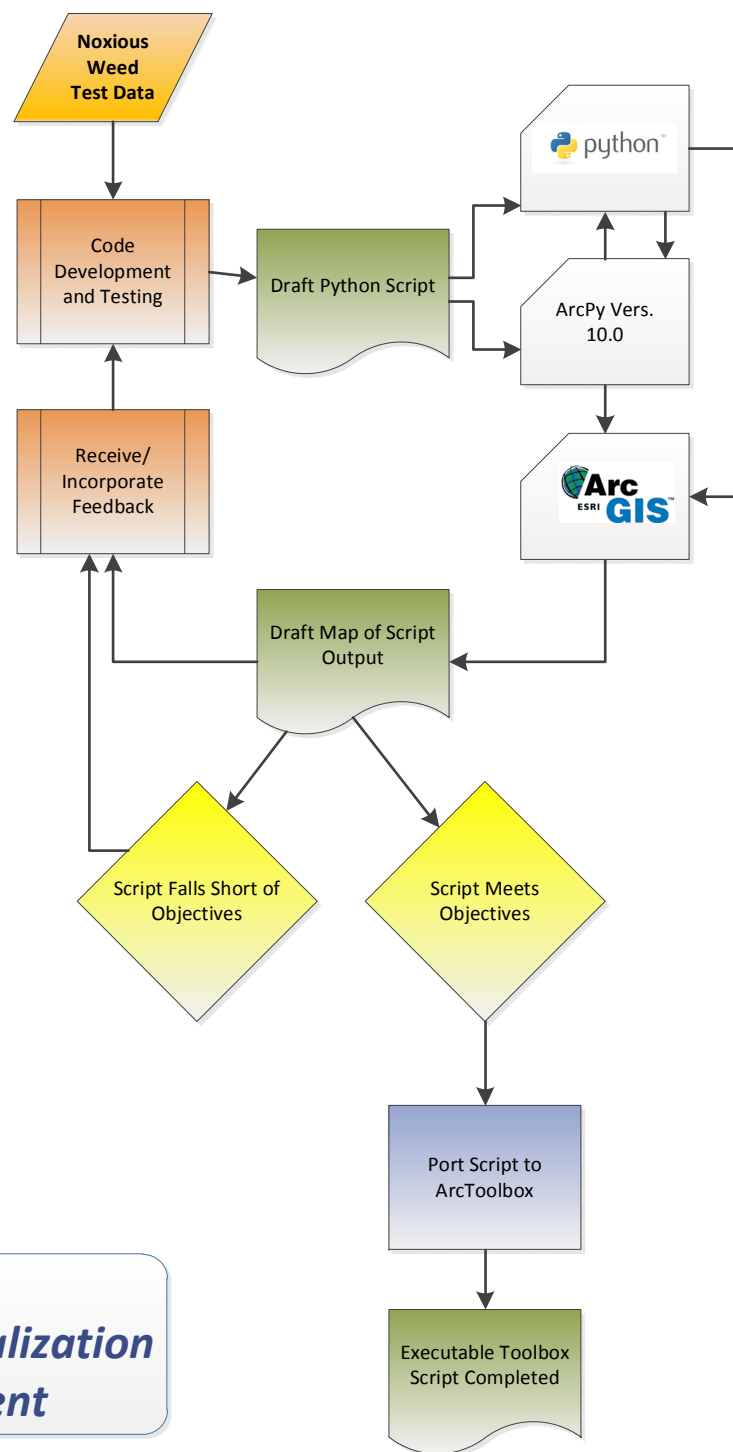 Noxious
Weed
Test Data
python™
Code
Development
and Testing
Draft Python Script
ArcPy Vers.
10.0
Receive/
Incorporate
Feedback
Arc
ESRI
GIS™
Draft Map of Script
Output
Script Falls Short of
Objectives
Script Meets
Objectives
Port Script to
ArcToolbox
Executable Toolbox
Script Completed